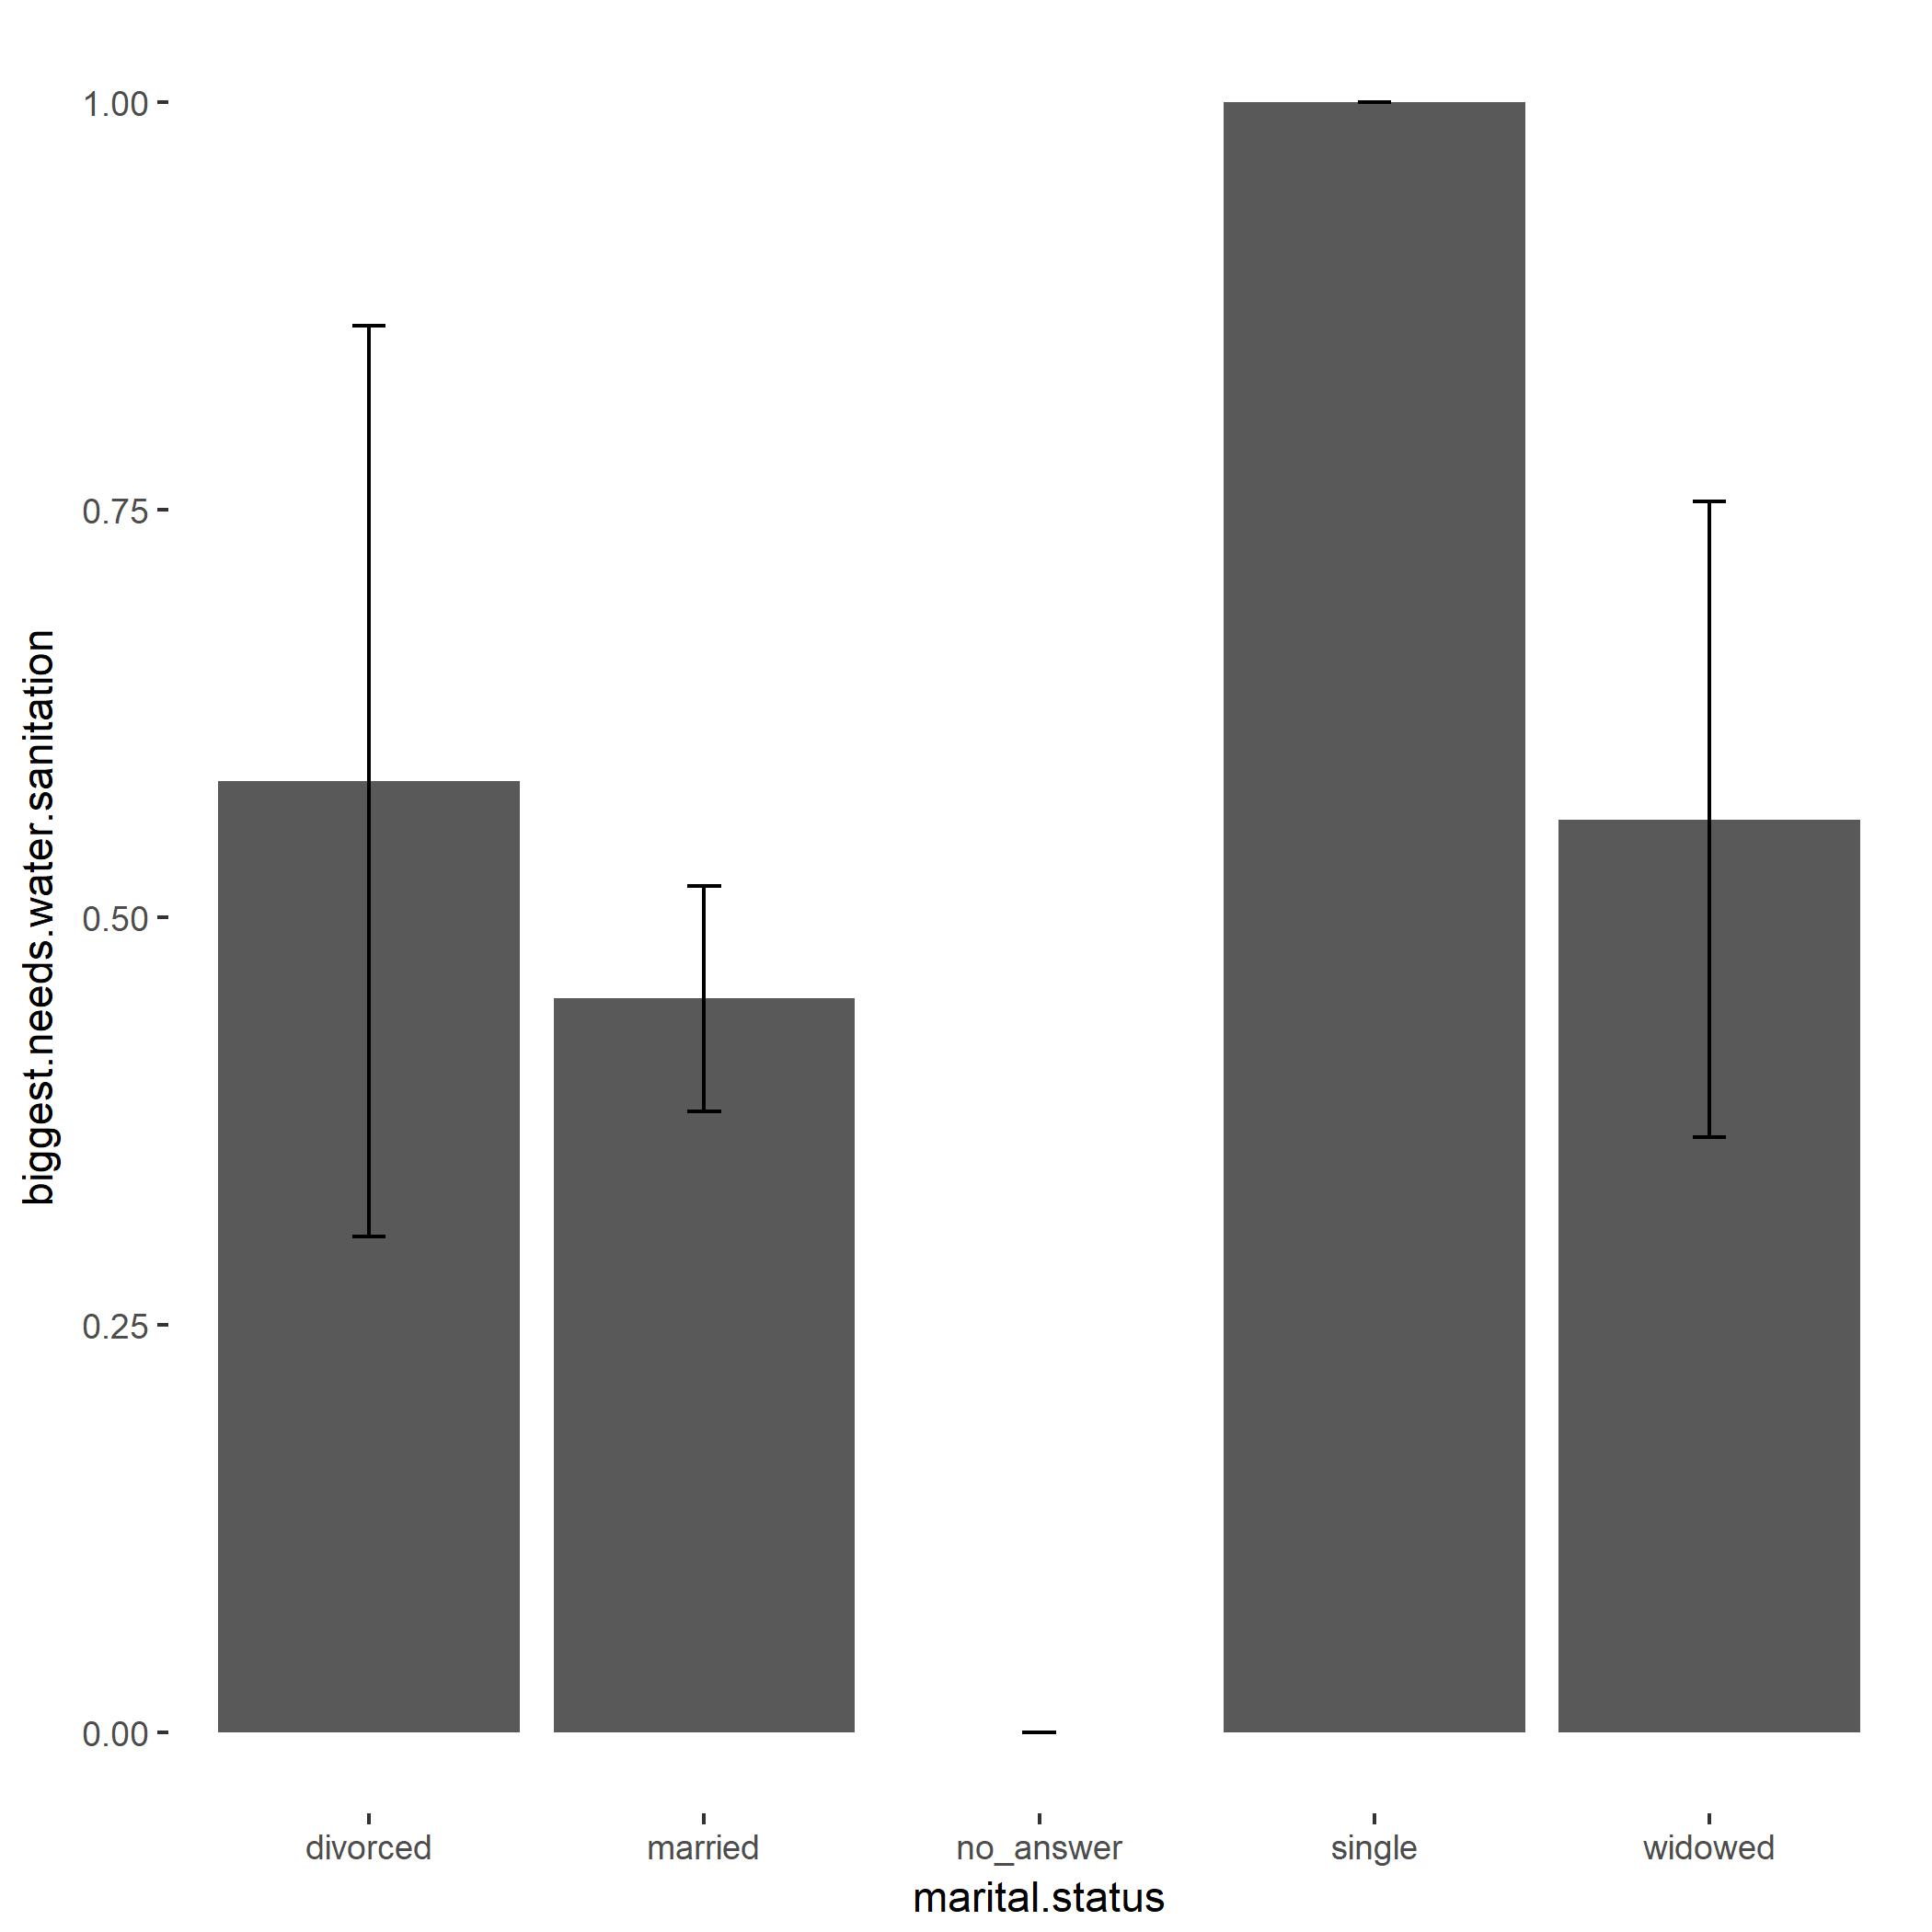 1.00
0.75
0.50
0.25
0.00
biggest.needs.water.sanitation
divorced married no_answer single widowed
marital.status